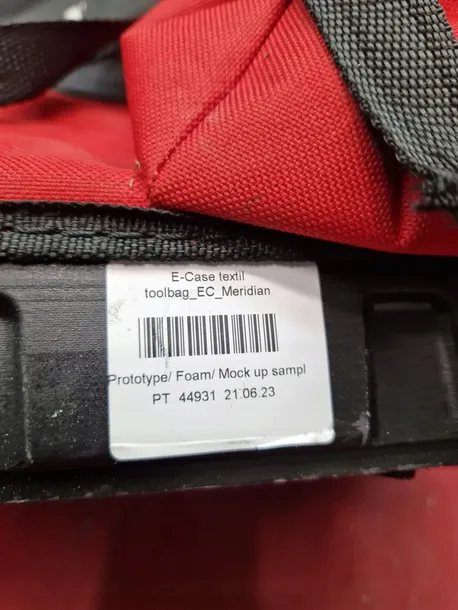 E-Case textil
toolbag_EC_Meridian
Prototype/ Foam/ Mock up sampl
PT 44931 21.06.23